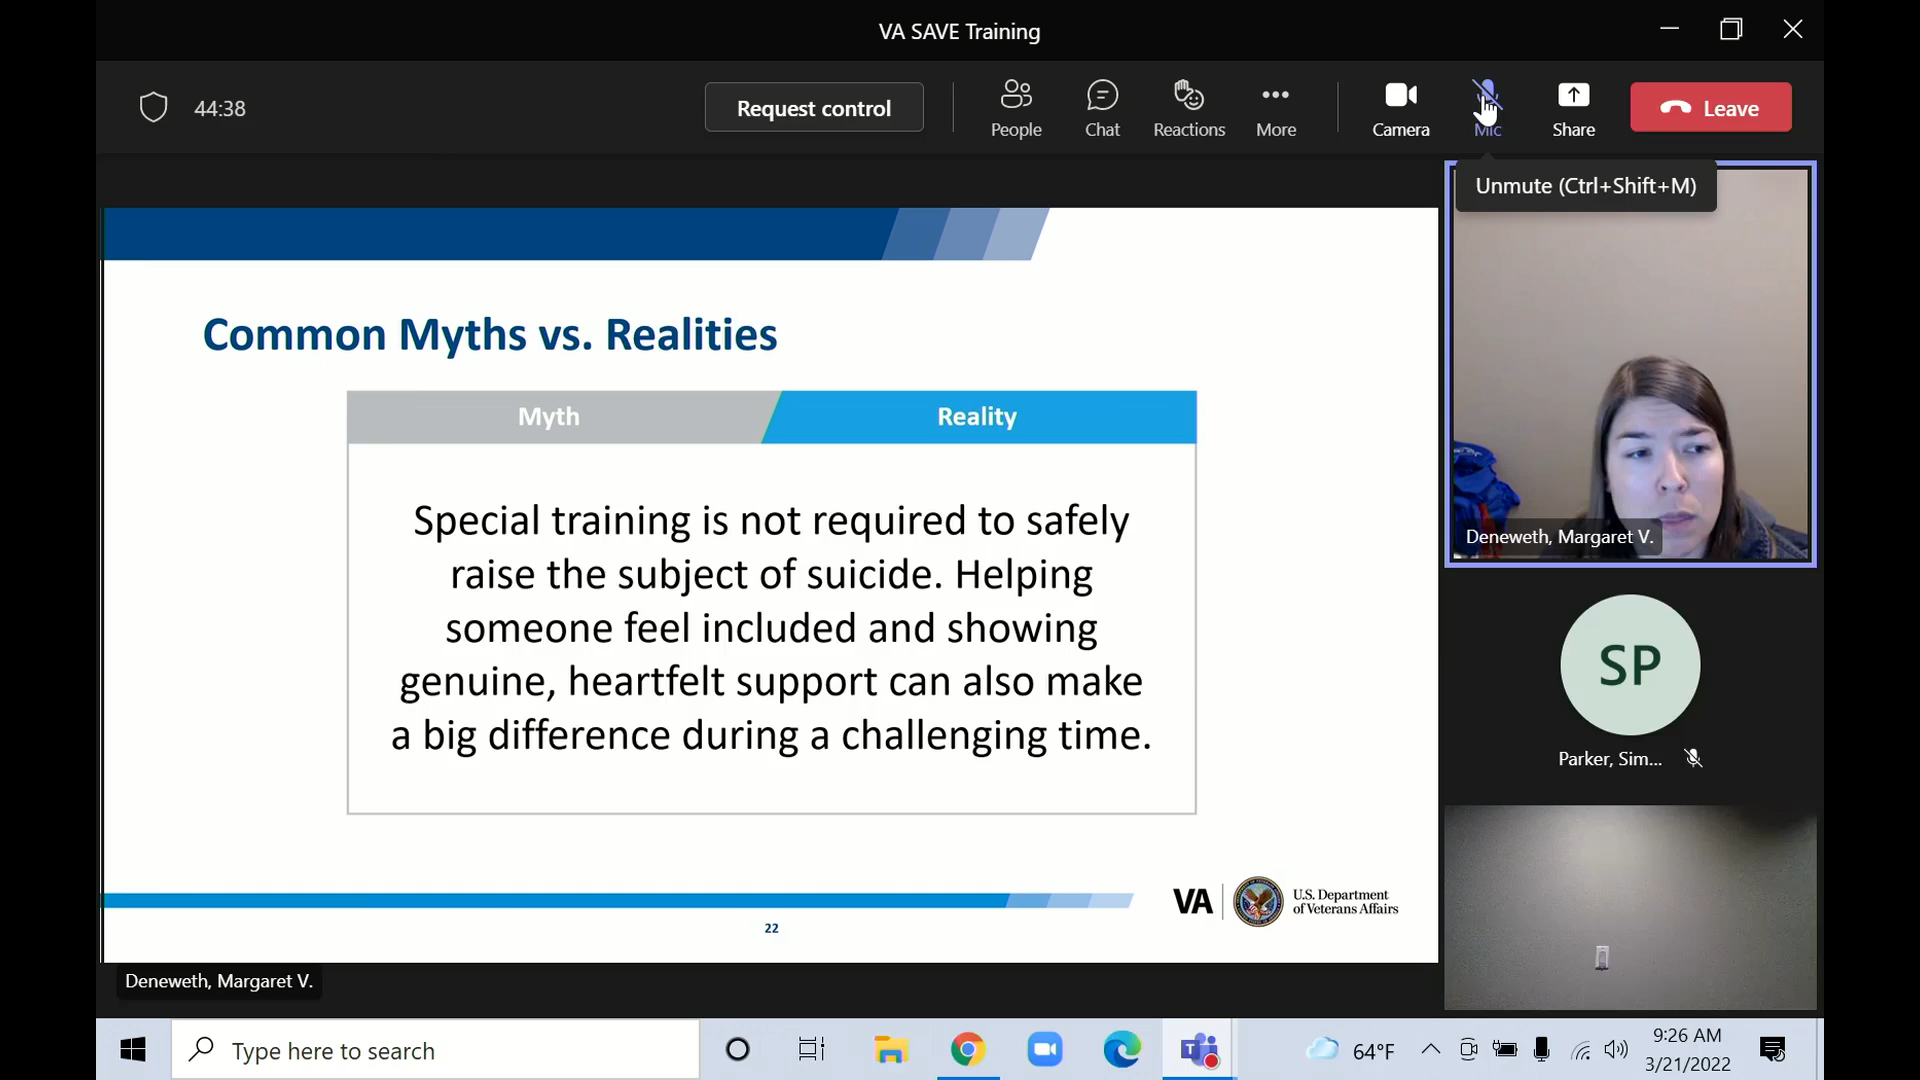 VA SAVE Training
44:38
Request control
People
Chat
Reactions
More
Camera
Mic
Share
Leave
Unmute (Ctrl+Shift+M)
Common Myths vs. Realities
Myth
Reality
Special training is not required to safely
raise the subject of suicide. Helping
someone feel included and showing
genuine, heartfelt support can also make
a big difference during a challenging time.
VA
U.S. Department
of Veterans Affairs
22
Deneweth, Margaret V.
Deneweth, Margaret V.
SP
Parker, Sim...
Type here to search
64°F
9:26 AM
3/21/2022